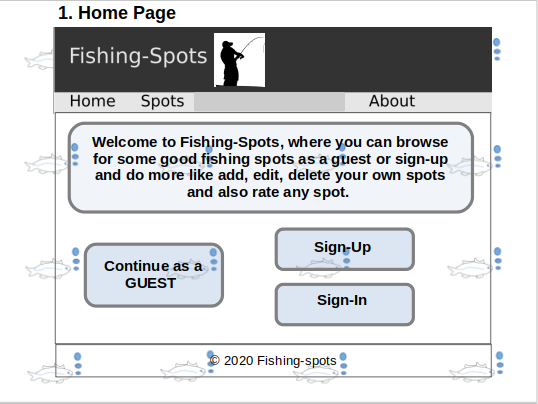 1. Home Page
Fishing-Spots
Home Spots About
Welcome to Fishing-Spots, where you can browse
for some good fishing spots as a guest or sign-up
and do more like add, edit, delete your own spots
and also rate any spot.
Continue as a
GUEST
Sign-Up
Sign-In
© 2020 Fishing-spots